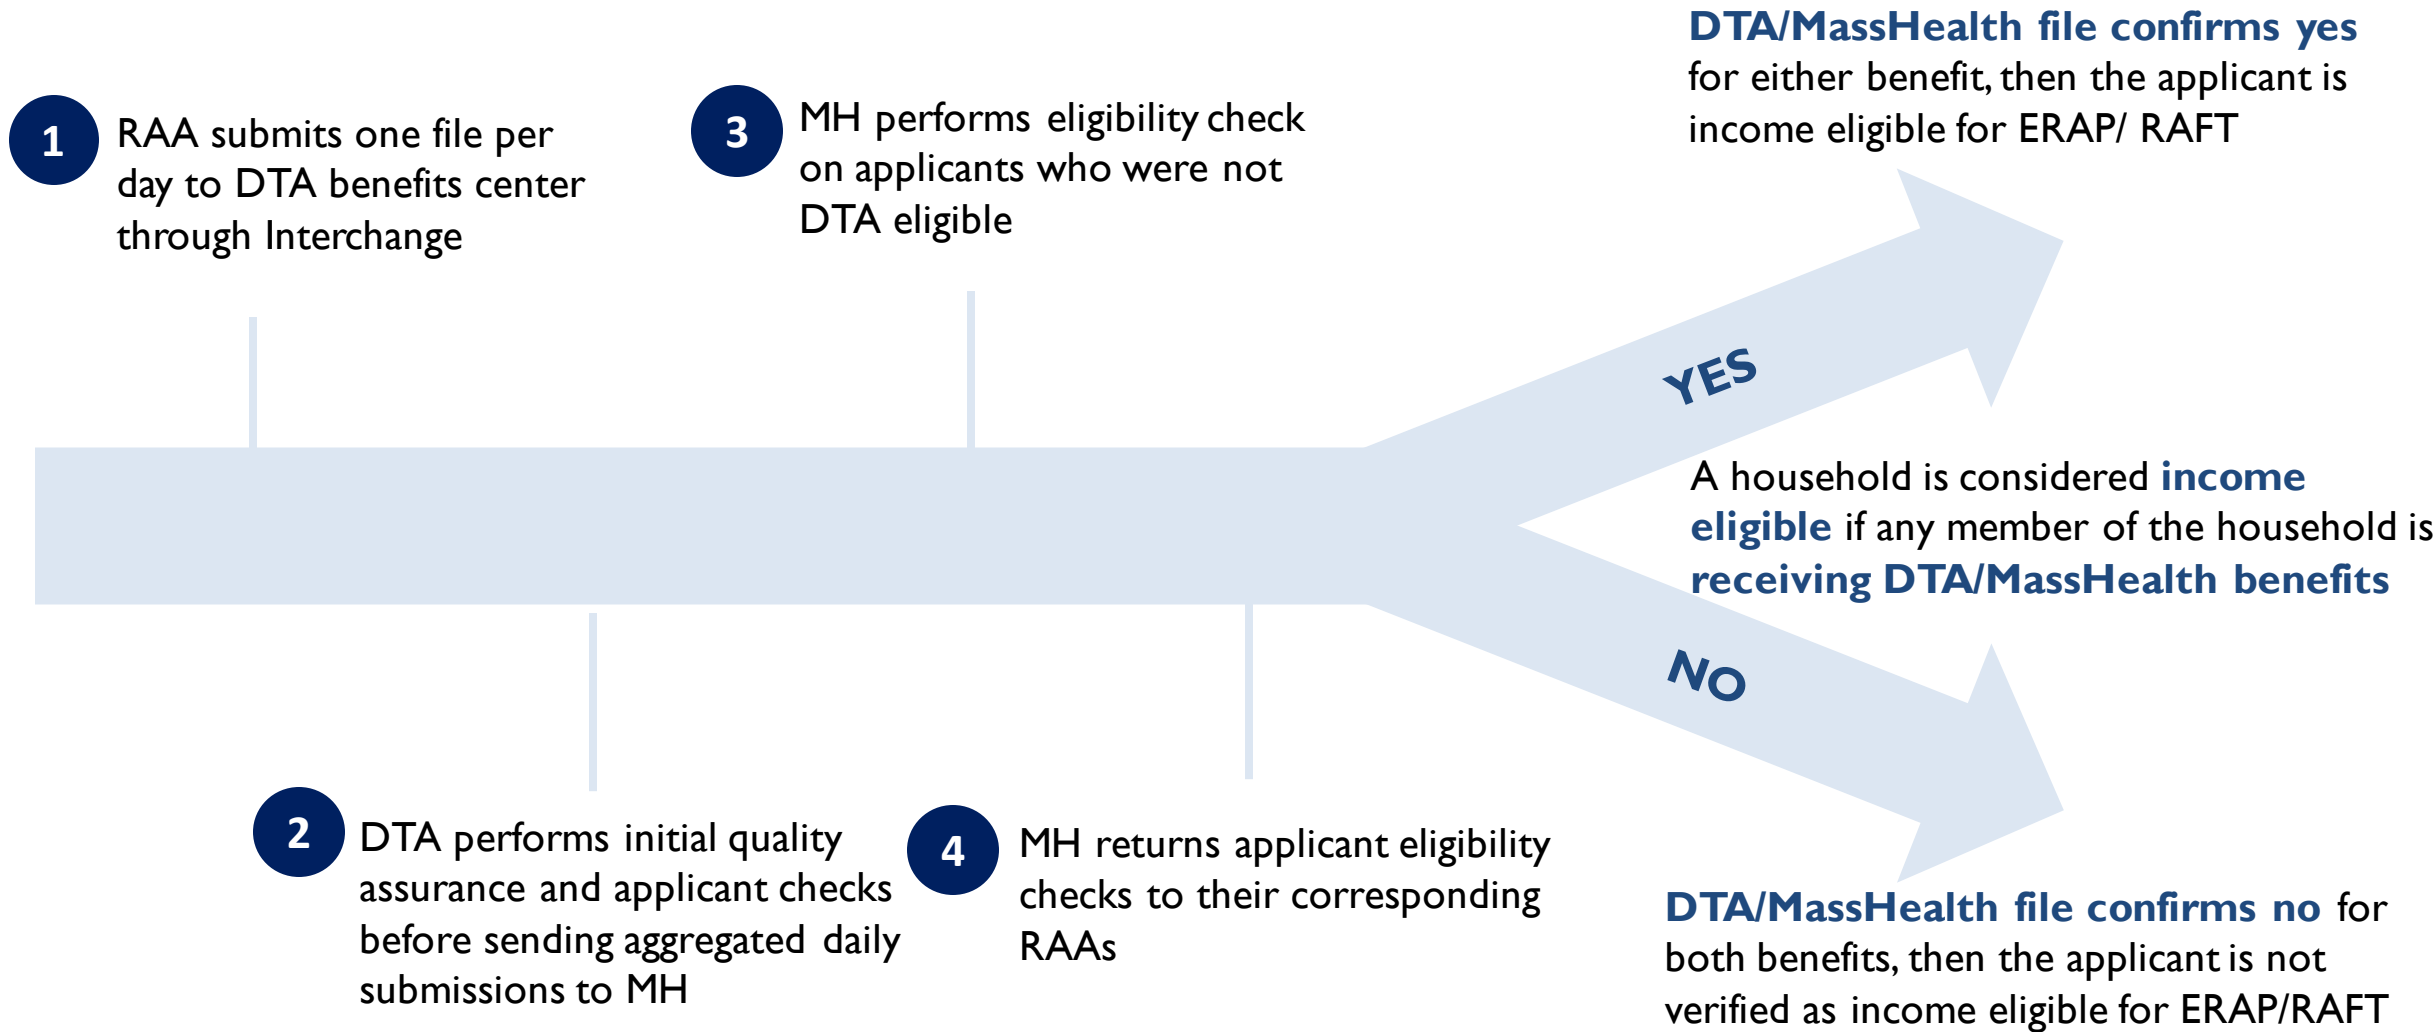 1
RAA submits one file per
day to DTA benefits center
through Interchange
2
DTA performs initial quality
assurance and applicant checks
before sending aggregated daily
submissions to MH
3
MH performs eligibility check
on applicants who were not
DTA eligible
4
MH returns applicant eligibility
checks to their corresponding
RAAs
YES
DTA/MassHealth file confirms yes
for either benefit, then the applicant is
income eligible for ERAP/ RAFT
A household is considered income
eligible if any member of the household is
receiving DTA/MassHealth benefits
NO
DTA/MassHealth file confirms no for
both benefits, then the applicant is not
verified as income eligible for ERAP/RAFT